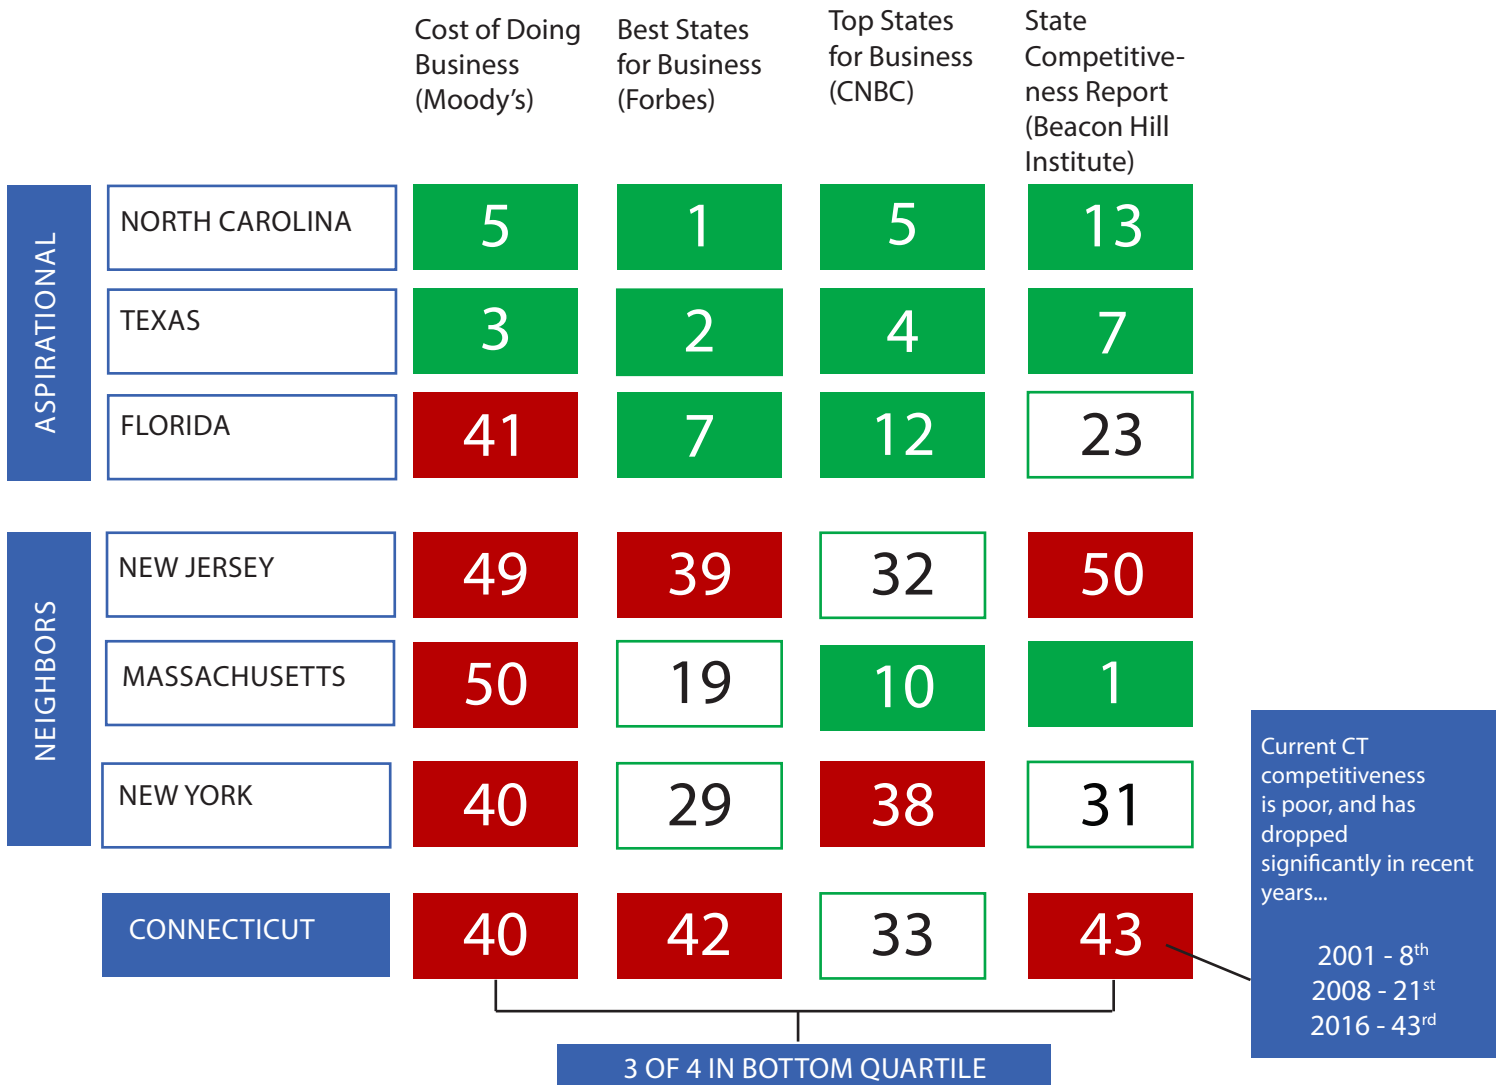 Cost of Doing
Business
(Moody's)
Best States
for Business
(Forbes)
Top States
for Business
(CNBC)
State
Competitive-
ness Report
(Beacon Hill
Institute)
ASPIRATIONAL
NORTH CAROLINA
5
1
5
13
TEXAS
3
2
4
7
FLORIDA
41
7
12
23
NEIGHBORS
NEW JERSEY
49
39
32
50
MASSACHUSETTS
50
19
10
1
NEW YORK
40
29
38
31
CONNECTICUT
40
42
33
43
Current CT
competitiveness
is poor, and has
dropped
significantly in recent
years...
2001 - 8th
2008 - 21st
2016 - 43rd
3 OF 4 IN BOTTOM QUARTILE